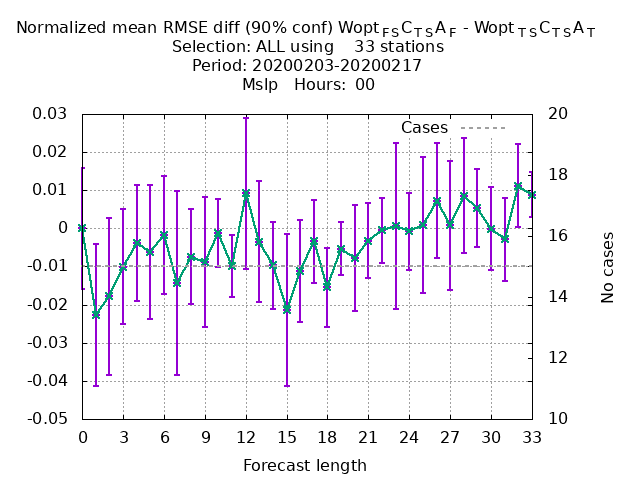 Normalized mean RMSE diff (90% conf) Wopt FS C TS A F - Wopt TS C TS A T
Selection: ALL using 33 stations
Period: 20200203-20200217
Mslp Hours: 00
Cases
0.03
0.02
0.01
0
-0.01
-0.02
-0.03
-0.04
-0.05
20
18
16
14
12
10
No cases
0 3 6 9 12 15 18 21 24 27 30 33
Forecast length